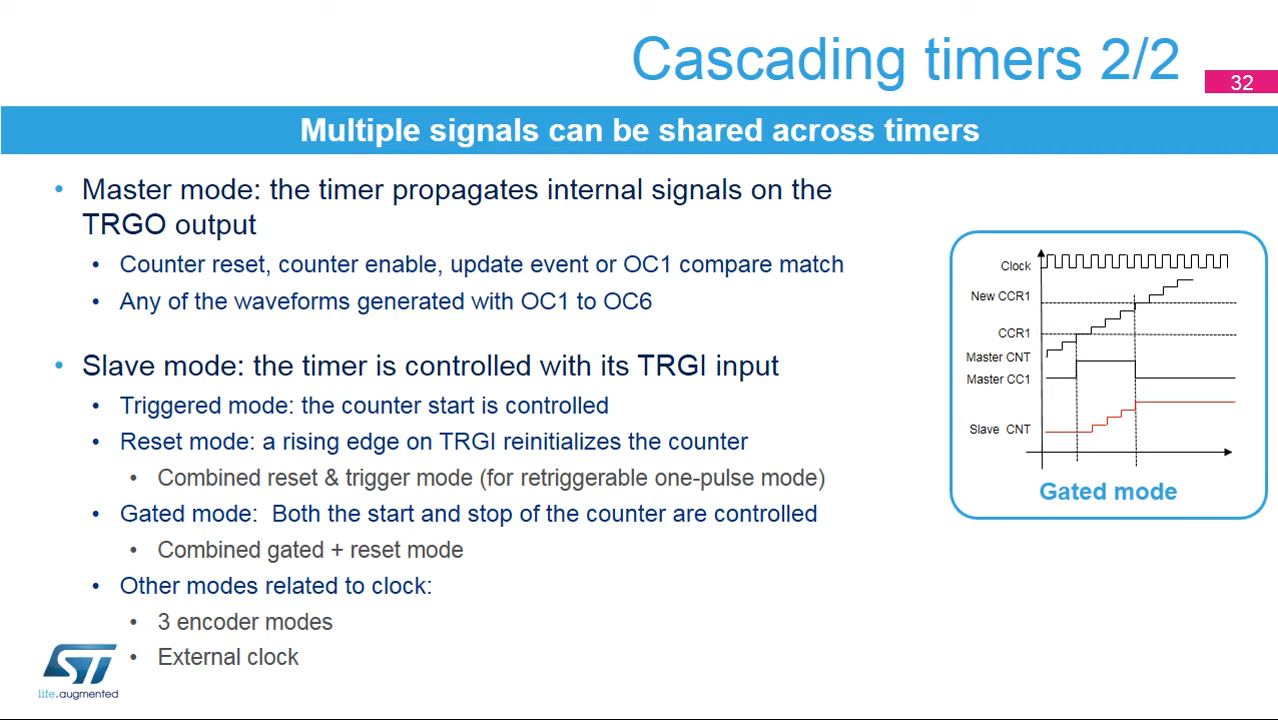 Cascading timers 2/2
32
Multiple signals can be shared across timers
• Master mode: the timer propagates internal signals on the
TRGO output
• Counter reset, counter enable, update event or OC1 compare match
• Any of the waveforms generated with OC1 to OC6
• Slave mode: the timer is controlled with its TRGI input
• Triggered mode: the counter start is controlled
• Reset mode: a rising edge on TRGI reinitializes the counter
• Combined reset & trigger mode (for retriggerable one-pulse mode)
• Gated mode:  Both the start and stop of the counter are controlled
• Combined gated + reset mode
• Other modes related to clock:
• 3 encoder modes
• External clock
Clock
New CCR1
CCR1
Master CNT
Master CC1
Slave CNT
Gated mode
ST
life.augmented